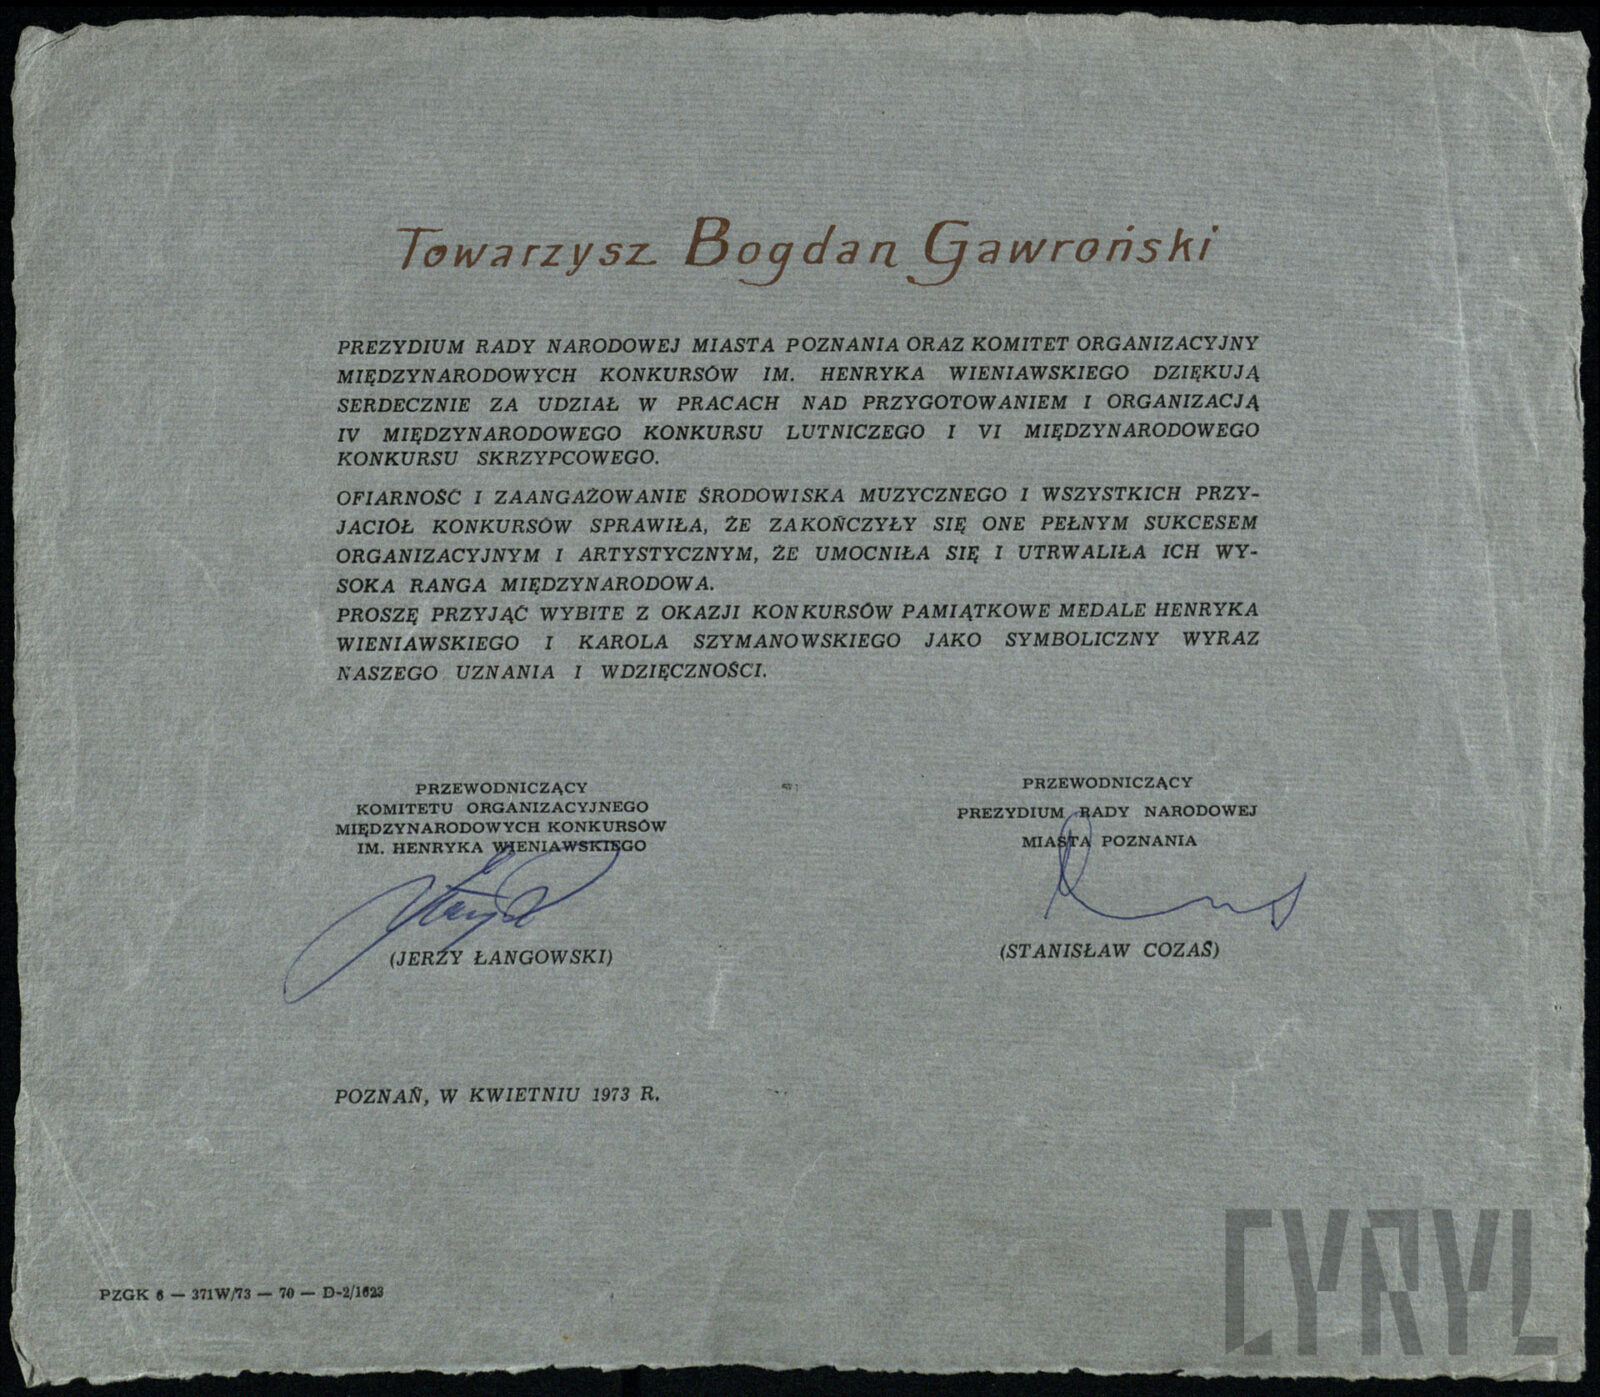 Towarzysz Bogdan Gawroński
PREZYDIUM RADY NARODOWEJ MIASTA POZNANIA ORAZ KOMITET ORGANIZACYJNY
MIĘDZYNARODOWYCH KONKURSÓW IM. HENRYKA WIENIAWSKIEGO DZIĘKUJĄ
SERDECZNIE ZA UDZIAŁ W PRACACH NAD PRZYGOTOWANIEM I ORGANIZACJĄ
IV MIĘDZYNARODOWEGO KONKURSU LUTNICZEGO I VI MIĘDZYNARODOWEGO
KONKURSU SKRZYPCOWEGO.
OFIARNOŚĆ I ZAANGAŻOWANIE ŚRODOWISKA MUZYCZNEGO I WSZYSTKICH PRZY-
JACIÓŁ KONKURSÓW SPRAWIŁA, ŻE ZAKOŃCZYŁY SIĘ ONE PEŁNYM SUKCESEM
ORGANIZACYJNYM I ARTYSTYCZNYM, ŻE UMOCNIŁA SIĘ I UTRWALIŁA ICH WY-
SOKA RANGA MIĘDZYNARODOWA.
PROSZĘ PRZYJĄĆ WYBITE Z OKAZJI KONKURSÓW PAMIĄTKOWE MEDALE HENRYKA
WIENIAWSKIEGO I KAROLA SZYMANOWSKIEGO JAKO SYMBOLICZNY WYRAZ
NASZEGO UZNANIA I WDZIĘCZNOŚCI.
PRZEWODNICZĄCY
KOMITETU ORGANIZACYJNEGO
MIĘDZYNARODOWYCH KONKURSÓW
IM. HENRYKA WIENIAWSKIEGO
(JERZY ŁANGOWSKI)
PRZEWODNICZĄCY
PREZYDIUM RADY NARODOWEJ
MIASTA POZNANIA
(STANISŁAW COZAŚ)
POZNAŃ, W KWIETNIU 1973 R.
PZGK 6 — 371W/73 — 70 — D-2/1623
CYRYL